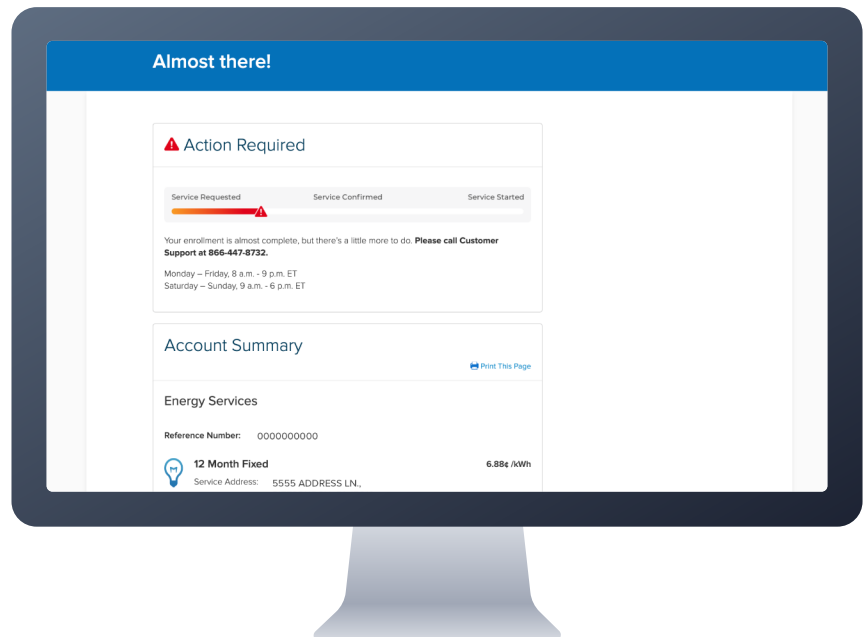 Almost there!
Action Required
Service Requested Service Confirmed Service Started
Your enrollment is almost complete, but there's a little more to do. Please call Customer
Support at 866-447-8732.
Monday – Friday, 8 a.m. - 9 p.m. ET
Saturday – Sunday, 9 a.m. - 6 p.m. ET
Account Summary
Print This Page
Energy Services
Reference Number: 0000000000
12 Month Fixed 6.88¢ /kWh
Service Address: 5555 ADDRESS LN.,